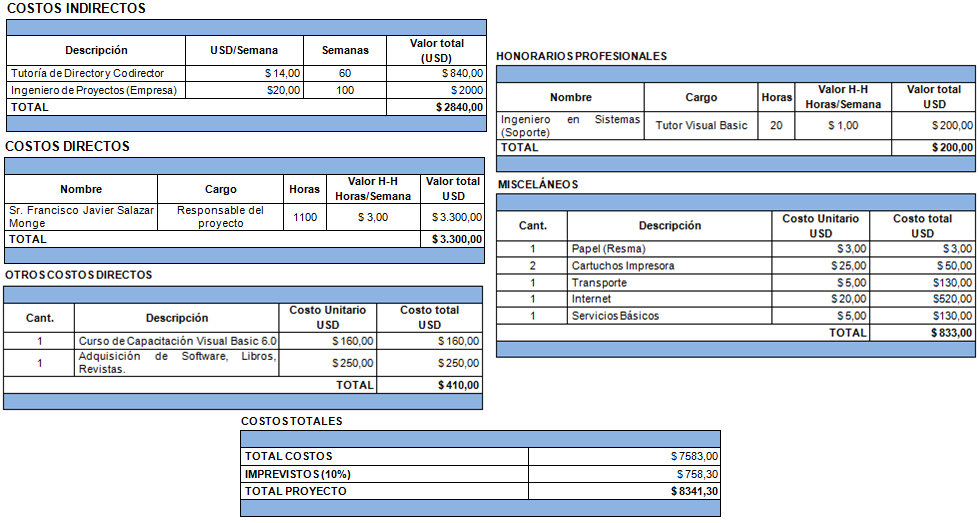 COSTOS INDIRECTOS
Descripción USD/Semana Semanas Valor total (USD)
Tutoría de Director y Codirector $ 14,00 60 $ 840,00
Ingeniero de Proyectos (Empresa) $20,00 100 $ 2000
TOTAL $ 2840,00
COSTOS DIRECTOS
Nombre Cargo Horas Valor H-H Horas/Semana Valor total USD
Sr. Francisco Javier Salazar Monge Responsable del proyecto 1100 $ 3,00 $ 3.300,00
TOTAL $ 3.300,00
OTROS COSTOS DIRECTOS
Cant. Descripción Costo Unitario USD Costo total USD
1 Curso de Capacitación Visual Basic 6.0 $ 160,00 $ 160,00
1 Adquisición de Software, Libros, Revistas. $ 250,00 $ 250,00
TOTAL $ 410,00
HONORARIOS PROFESIONALES
Nombre Cargo Horas Valor H-H Horas/Semana Valor total USD
Ingeniero en Sistemas (Soporte) Tutor Visual Basic 20 $ 1,00 $ 200,00
TOTAL $ 200,00
MISCELÁNEOS
Cant. Descripción Costo Unitario USD Costo total USD
1 Papel (Resma) $ 3,00 $ 3,00
2 Cartuchos Impresora $ 25,00 $ 50,00
1 Transporte $ 5,00 $130,00
1 Internet $ 20,00 $520,00
1 Servicios Básicos $ 5,00 $130,00
TOTAL $ 833,00
COSTOS TOTALES
TOTAL COSTOS $ 7583,00
IMPREVISTOS (10%) $ 758,30
TOTAL PROYECTO $ 8341,30